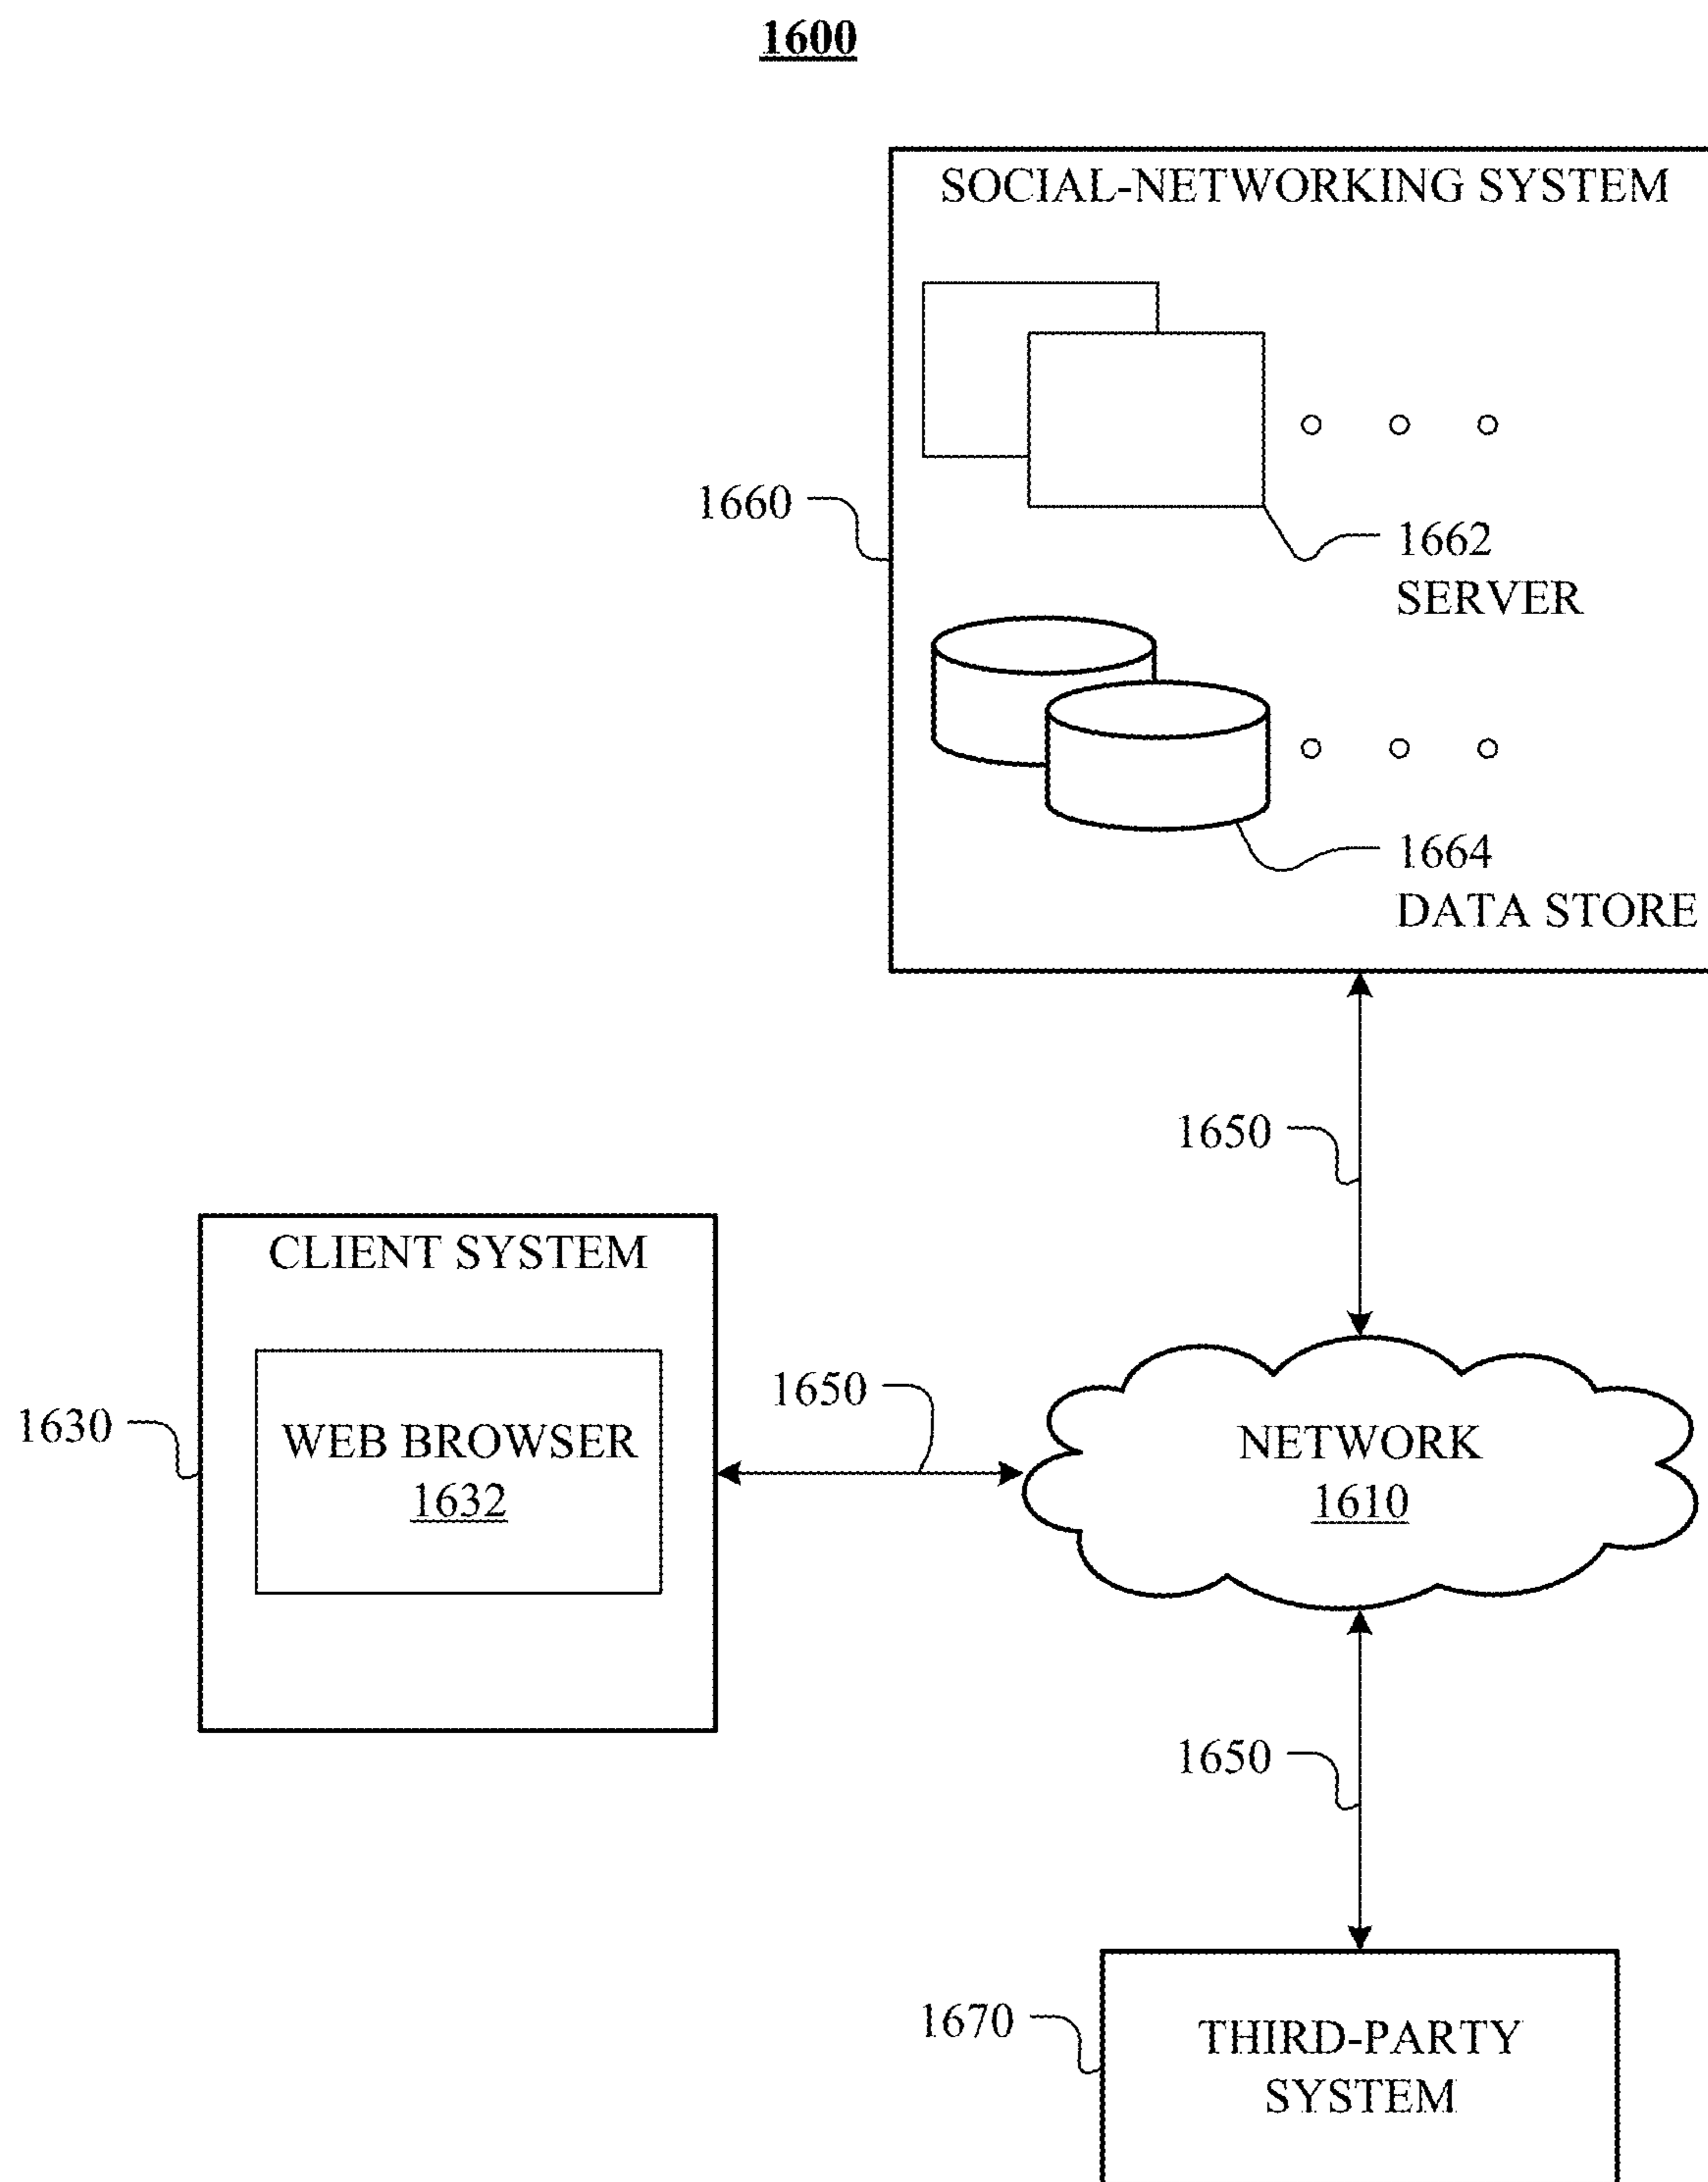 1600
SOCIAL-NETWORKING SYSTEM
1660
1662
SERVER
1664
DATA STORE
1650
CLIENT SYSTEM
1630
WEB BROWSER
1632
1650
NETWORK
1610
1650
1670
THIRD-PARTY
SYSTEM